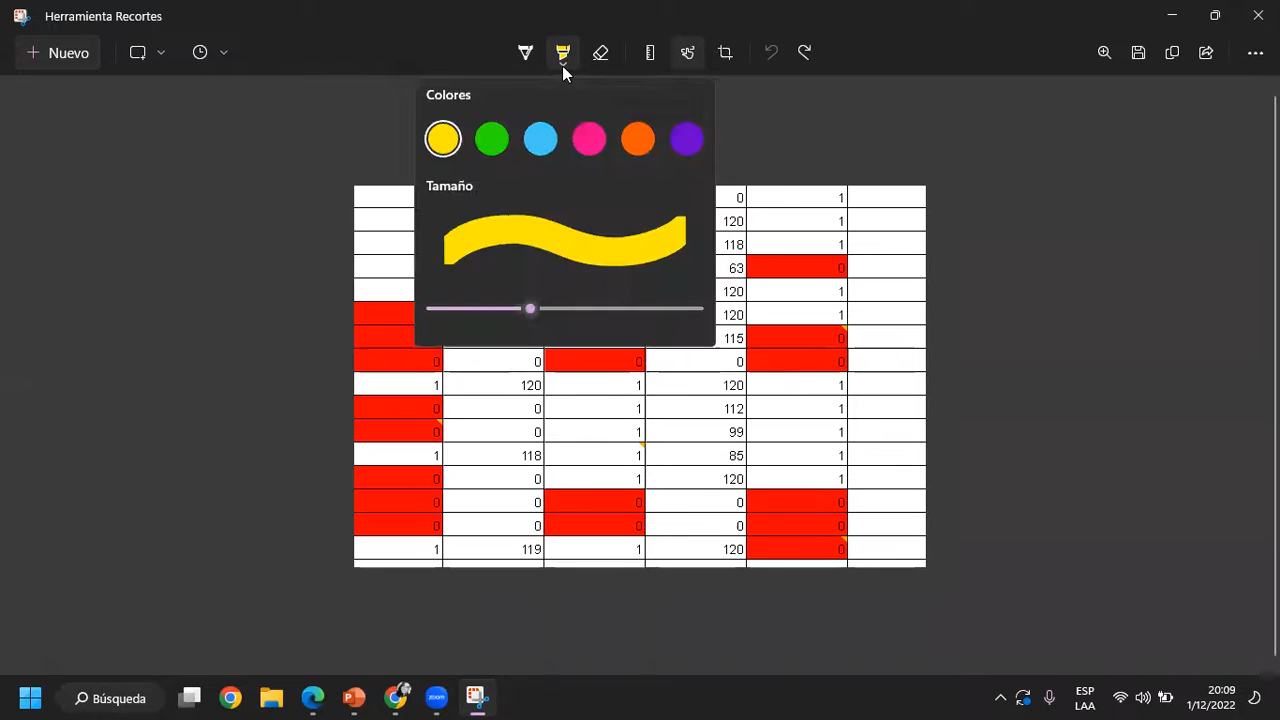 Herramienta Recortes
Nuevo
Colores
Tamaño
0 1
120 1
118 1
63 0
120 1
120 1
115 0
0 0 0 0 0
1 120 1 120 1
0 0 1 112 1
0 0 1 99 1
1 118 1 85 1
0 0 1 120 1
0 0 0 0 0
0 0 0 0 0
1 119 1 120 0
Búsqueda
zoom
ESP
LAA
20:09
1/12/2022